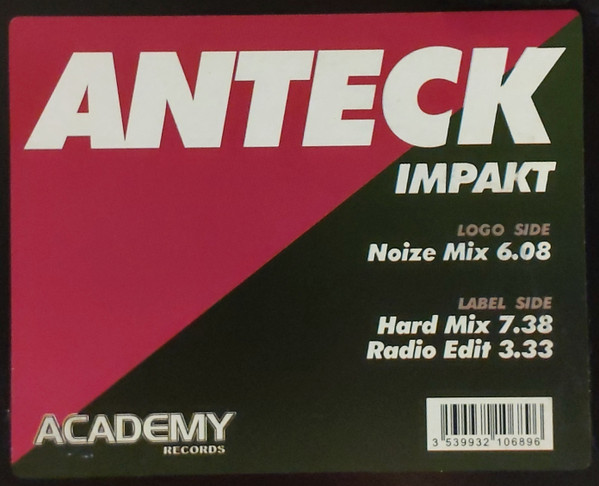 ANTECK
IMPAKT
LOGO SIDE
Noize Mix 6.08
LABEL SIDE
Hard Mix 7.38
Radio Edit 3.33
ACADEMY
RECORDS
3 539932 106896